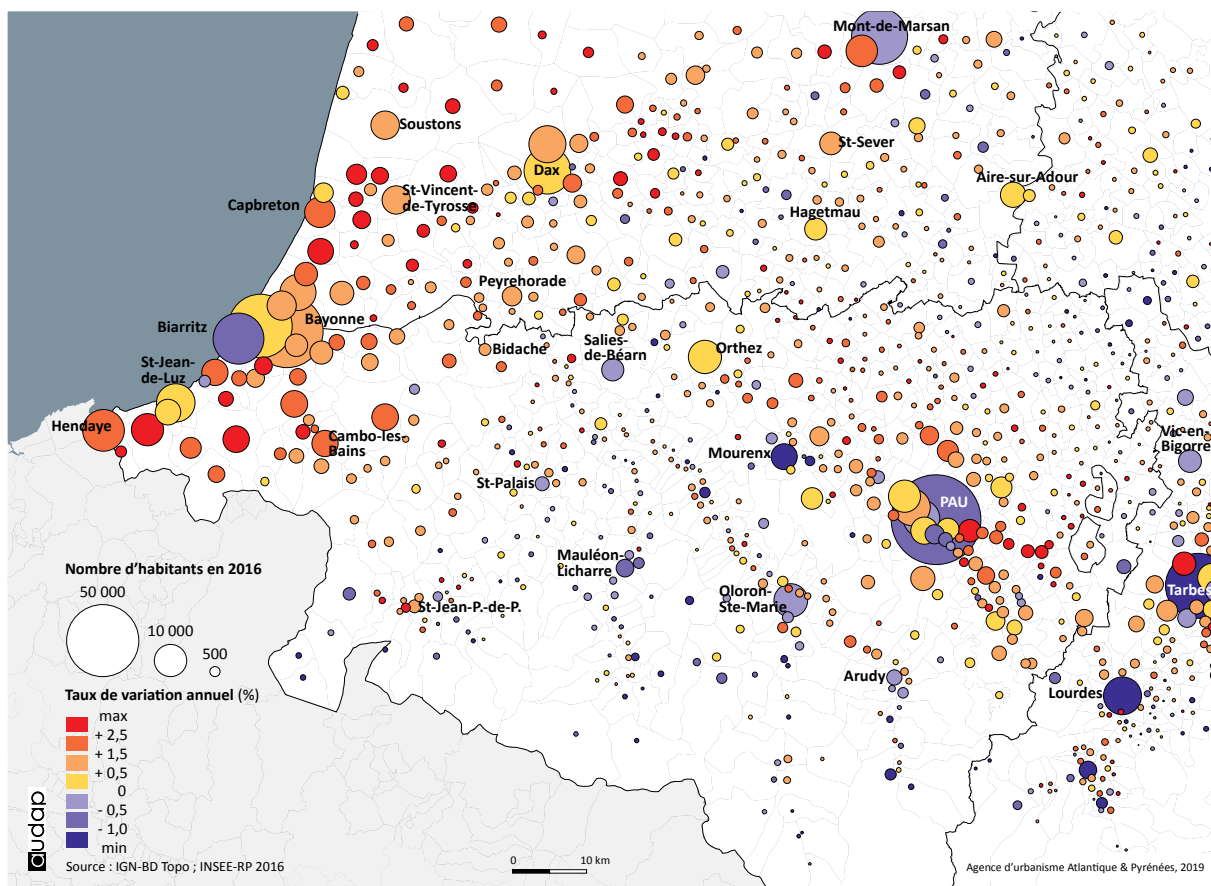 Mont-de-Marsan
Soustons
St-Sever
Dax
Aire-sur-Adour
St-Vincent-
de-Tyrosse
Capbreton
Hagetmau
Peyrehorade
Bayonne
Biarritz
Bidache
Salies-
de-Béarn
Orthez
St-Jean-
de-Luz
Hendaye
Cambo-les-
Bains
Vic-en-
Bigorre
Mourenx
St-Palais
PAU
Mauléon-
Licharre
Oloron-
Ste-Marie
Tarbes
St-Jean-P.-de-P.
Arudy
Lourdes
Nombre d'habitants en 2016
50 000
10 000
500
Taux de variation annuel (%)
max
+ 2,5
+ 1,5
+ 0,5
0
- 0,5
- 1,0
min
audap
Source : IGN-BD Topo ; INSEE-RP 2016
0 10 km
Agence d'urbanisme Atlantique & Pyrénées, 2019